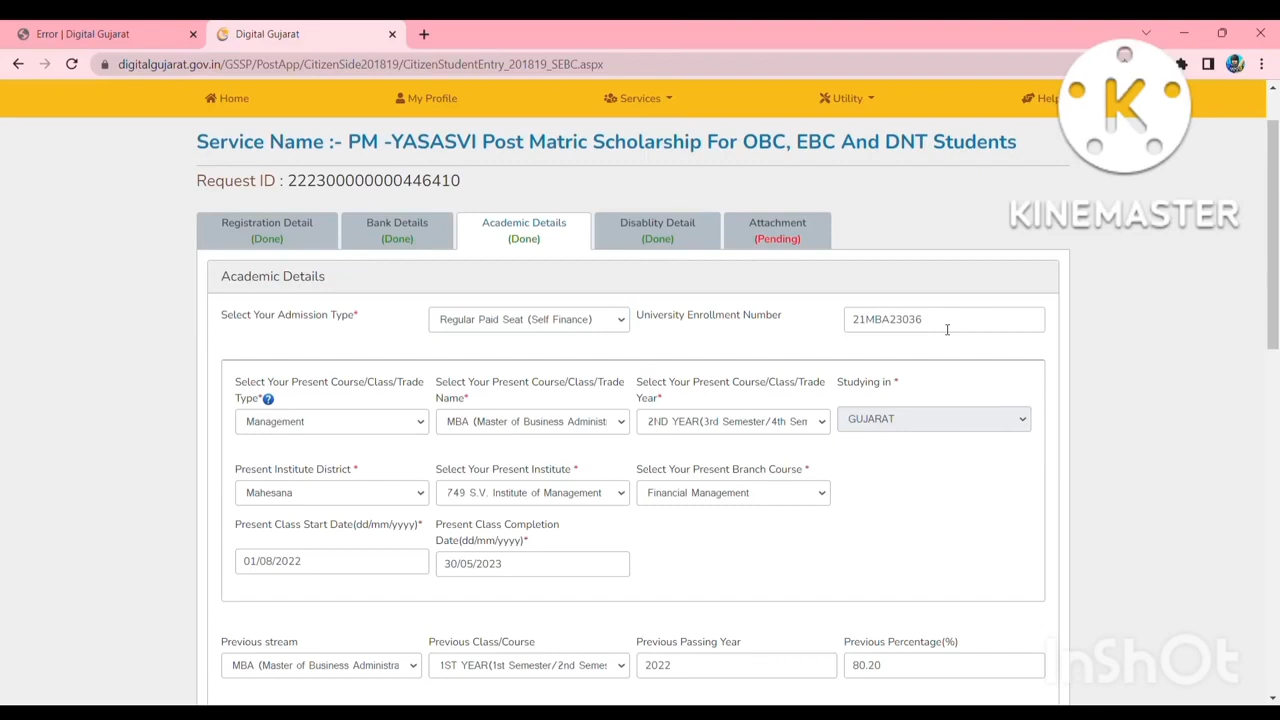 Error | Digital Gujarat
Digital Gujarat
digitalgujarat.gov.in/GSSP/PostApp/CitizenSide201819/CitizenStudentEntry_201819_SEBC.aspx
Home My Profile Services Utility Help
K
KINEMASTER
Service Name :- PM -YASASVI Post Matric Scholarship For OBC, EBC And DNT Students
Request ID : 222300000000446410
Registration Detail Bank Details Academic Details Disablity Detail Attachment
(Done) (Done) (Done) (Done) (Pending)
Academic Details
Select Your Admission Type* Regular Paid Seat (Self Finance) University Enrollment Number 21MBA23036
Select Your Present Course/Class/Trade Type*? Select Your Present Course/Class/Trade Name* Select Your Present Course/Class/Trade Year* Studying in *
Management MBA (Master of Business Administ 2ND YEAR(3rd Semester/4th Sem GUJARAT
Present Institute District * Select Your Present Institute * Select Your Present Branch Course *
Mahesana 749 S.V. Institute of Management Financial Management
Present Class Start Date(dd/mm/yyyy)* Present Class Completion Date(dd/mm/yyyy)*
01/08/2022 30/05/2023
Previous stream Previous Class/Course Previous Passing Year Previous Percentage(%)
MBA (Master of Business Administra 1ST YEAR(1st Semester/2nd Semes 2022 80.20
InShOt